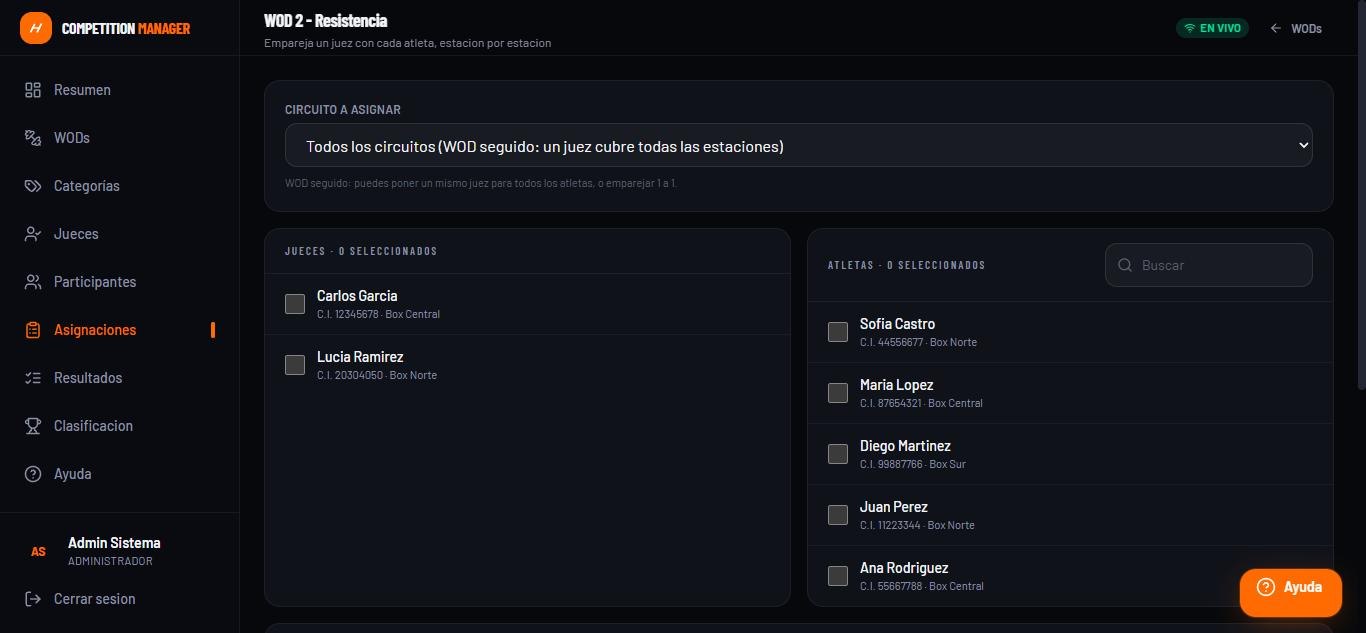 COMPETITION MANAGER
Resumen
WODs
Categorías
Jueces
Participantes
Asignaciones
Resultados
Clasificacion
Ayuda
AS
Admin Sistema
ADMINISTRADOR
Cerrar sesion
WOD 2 - Resistencia
Empareja un juez con cada atleta, estacion por estacion
EN VIVO
WODs
CIRCUITO A ASIGNAR
Todos los circuitos (WOD seguido: un juez cubre todas las estaciones)
WOD seguido: puedes poner un mismo juez para todos los atletas, o emparejar 1 a 1.
JUECES · 0 SELECCIONADOS
Carlos Garcia
C.I. 12345678 · Box Central
Lucia Ramirez
C.I. 20304050 · Box Norte
ATLETAS · 0 SELECCIONADOS
Buscar
Sofia Castro
C.I. 44556677 · Box Norte
Maria Lopez
C.I. 87654321 · Box Central
Diego Martinez
C.I. 99887766 · Box Sur
Juan Perez
C.I. 11223344 · Box Norte
Ana Rodriguez
C.I. 55667788 · Box Central
Ayuda